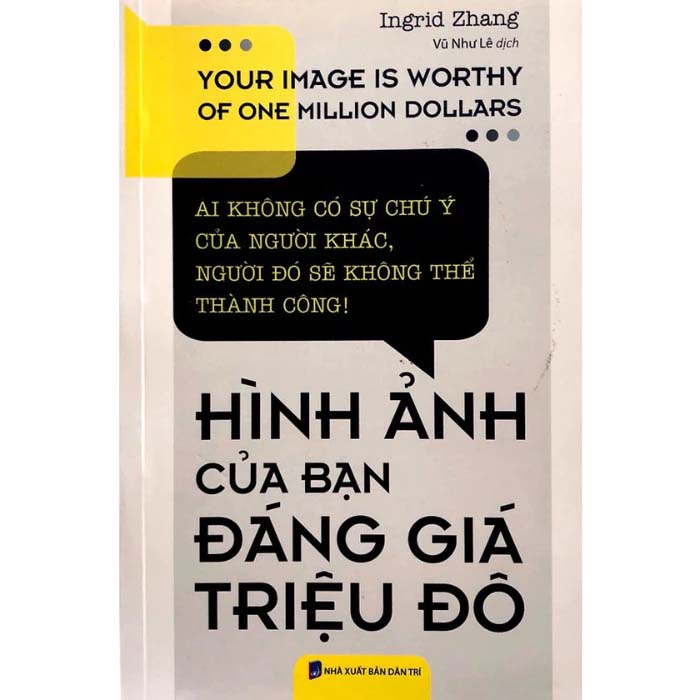 Ingrid Zhang
Vũ Như Lê dịch
YOUR IMAGE IS WORTHY
OF ONE MILLION DOLLARS
AI KHÔNG CÓ SỰ CHÚ Ý
CỦA NGƯỜI KHÁC,
NGƯỜI ĐÓ SẼ KHÔNG THỂ
THÀNH CÔNG!
HÌNH ẢNH
CỦA BẠN
ĐÁNG GIÁ
TRIỆU ĐÔ
NHÀ XUẤT BẢN DÂN TRÍ